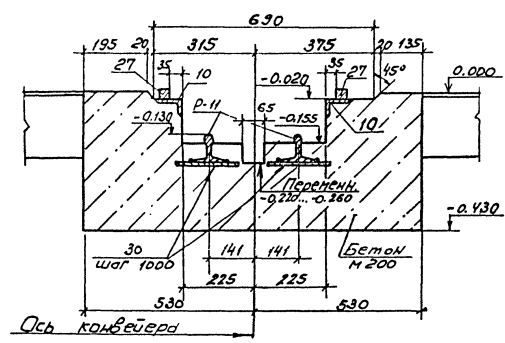 690
195 20 315 375 20 135
27 35 10 -0.020 35 27 45°
0.000
Р-11 65
-0.130 -0.155 10
Перемен.
-0.220...-0.260
-0.430
30
шаг 1000
141 141
Бетон
М 200
225 225
530 530
Ось конвейера